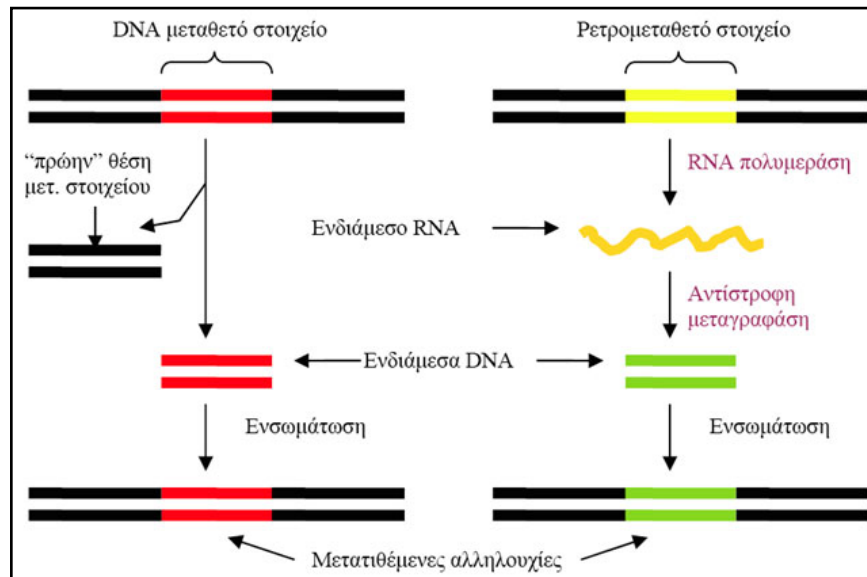 DNA μεταθετό στοιχείο
Ρετρομεταθετό στοιχείο
“πρώην” θέση
μετ. στοιχείου
RNA πολυμεράση
Ενδιάμεσο RNA
Αντίστροφη
μεταγραφάση
Ενδιάμεσα DNA
Ενσωμάτωση
Ενσωμάτωση
Μετατιθέμενες αλληλουχίες